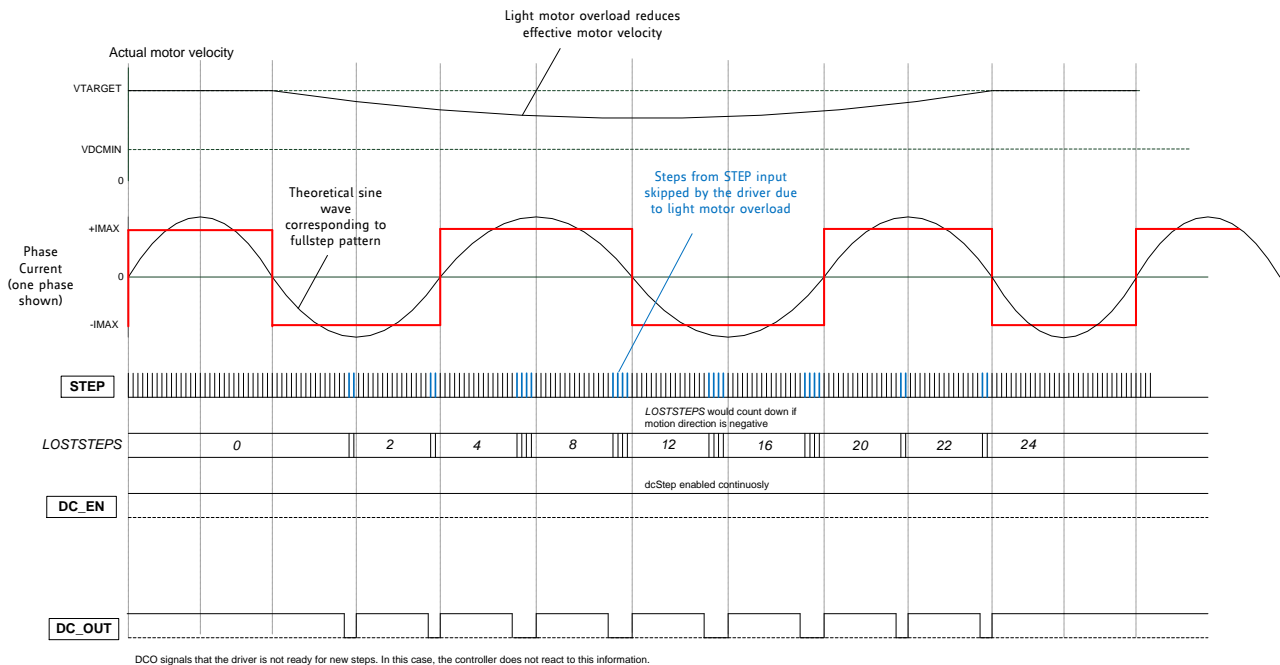 Light motor overload reduces
effective motor velocity
Actual motor velocity
VTARGET
VDCMIN
0
Steps from STEP input
skipped by the driver due
to light motor overload
Theoretical sine
wave
corresponding to
fullstep pattern
+IMAX
Phase
Current
(one phase
shown)
0
-IMAX
STEP
LOSTSTEPS would count down if
motion direction is negative
LOSTSTEPS 0 2 4 8 12 16 20 22 24
dcStep enabled continuosly
DC_EN
DC_OUT
DCO signals that the driver is not ready for new steps. In this case, the controller does not react to this information.